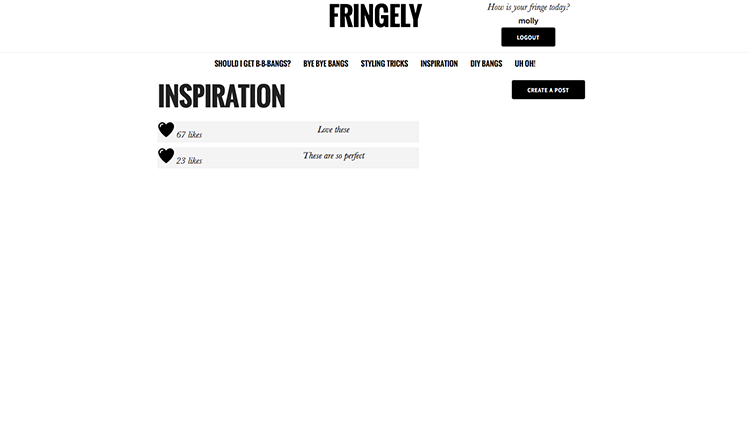 FRINGELY
How is your fringe today?
molly
LOGOUT
SHOULD I GET B-B-BANGS? BYE BYE BANGS STYLING TRICKS INSPIRATION DIY BANGS UH OH!
INSPIRATION
CREATE A POST
67 likes Love these
23 likes These are so perfect